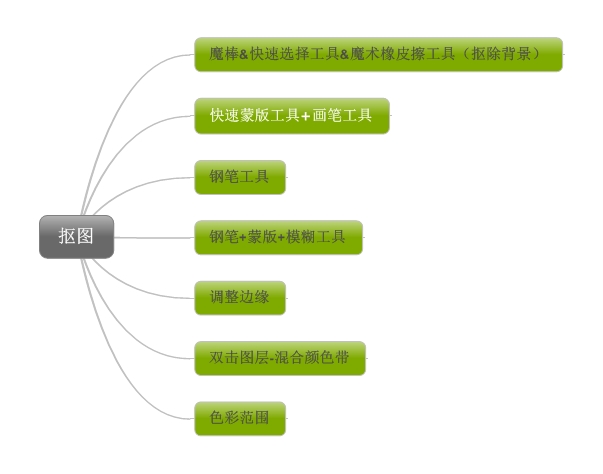 魔棒&快速选择工具&魔术橡皮擦工具（抠除背景）
快速蒙版工具+画笔工具
钢笔工具
抠图
钢笔+蒙版+模糊工具
调整边缘
双击图层-混合颜色带
色彩范围